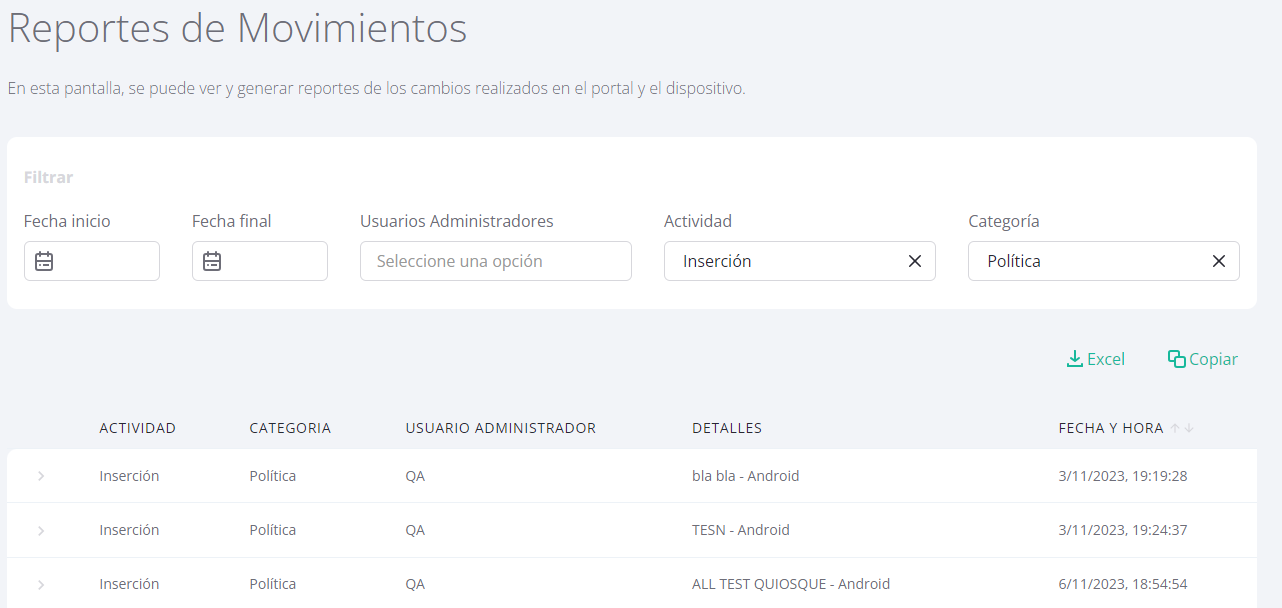 Reportes de Movimientos
En esta pantalla, se puede ver y generar reportes de los cambios realizados en el portal y el dispositivo.
Filtrar
Fecha inicio Fecha final Usuarios Administradores Actividad Categoría
Seleccione una opción Inserción Política
Excel Copiar
ACTIVIDAD CATEGORIA USUARIO ADMINISTRADOR DETALLES FECHA Y HORA
Inserción Política QA bla bla - Android 3/11/2023, 19:19:28
Inserción Política QA TESN - Android 3/11/2023, 19:24:37
Inserción Política QA ALL TEST QUIOSQUE - Android 6/11/2023, 18:54:54